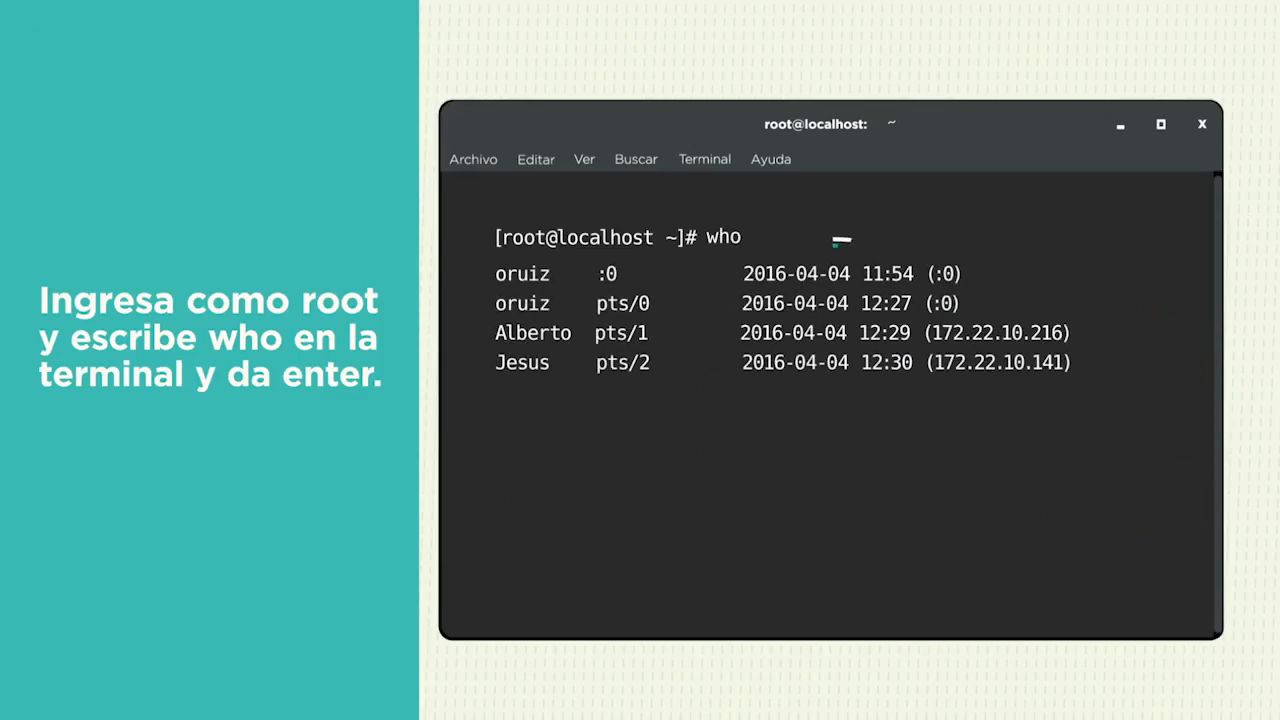 Ingresa como root
y escribe who en la
terminal y da enter.
root@localhost: ~
Archivo Editar Ver Buscar Terminal Ayuda
[root@localhost ~]# who
oruiz :0 2016-04-04 11:54 (:0)
oruiz pts/0 2016-04-04 12:27 (:0)
Alberto pts/1 2016-04-04 12:29 (172.22.10.216)
Jesus pts/2 2016-04-04 12:30 (172.22.10.141)